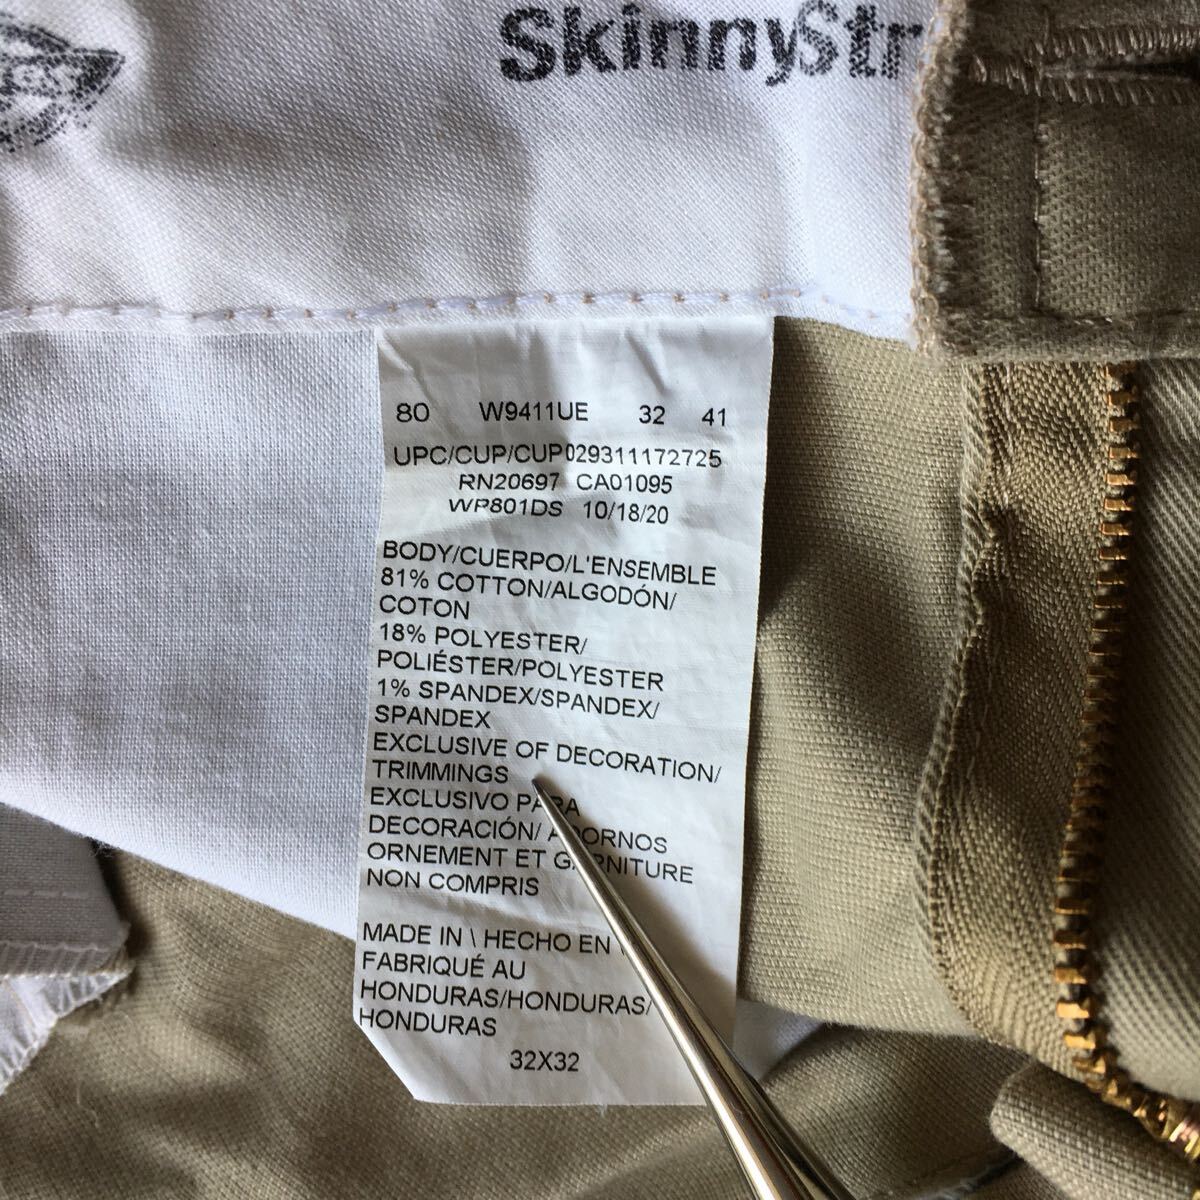 SkinnyStr
80 W9411UE 32 41
UPC/CUP/CUP029311172725
RN20697 CA01095
WP801DS 10/18/20
BODY/CUERPO/L'ENSEMBLE
81% COTTON/ALGODÓN/
COTON
18% POLYESTER/
POLIÉSTER/POLYESTER
1% SPANDEX/SPANDEX/
SPANDEX
EXCLUSIVE OF DECORATION/
TRIMMINGS
EXCLUSIVO PARA
DECORACIÓN/ ADORNOS
ORNEMENT ET GARNITURE
NON COMPRIS
MADE IN \ HECHO EN \
FABRIQUÉ AU
HONDURAS/HONDURAS/
HONDURAS
32X32